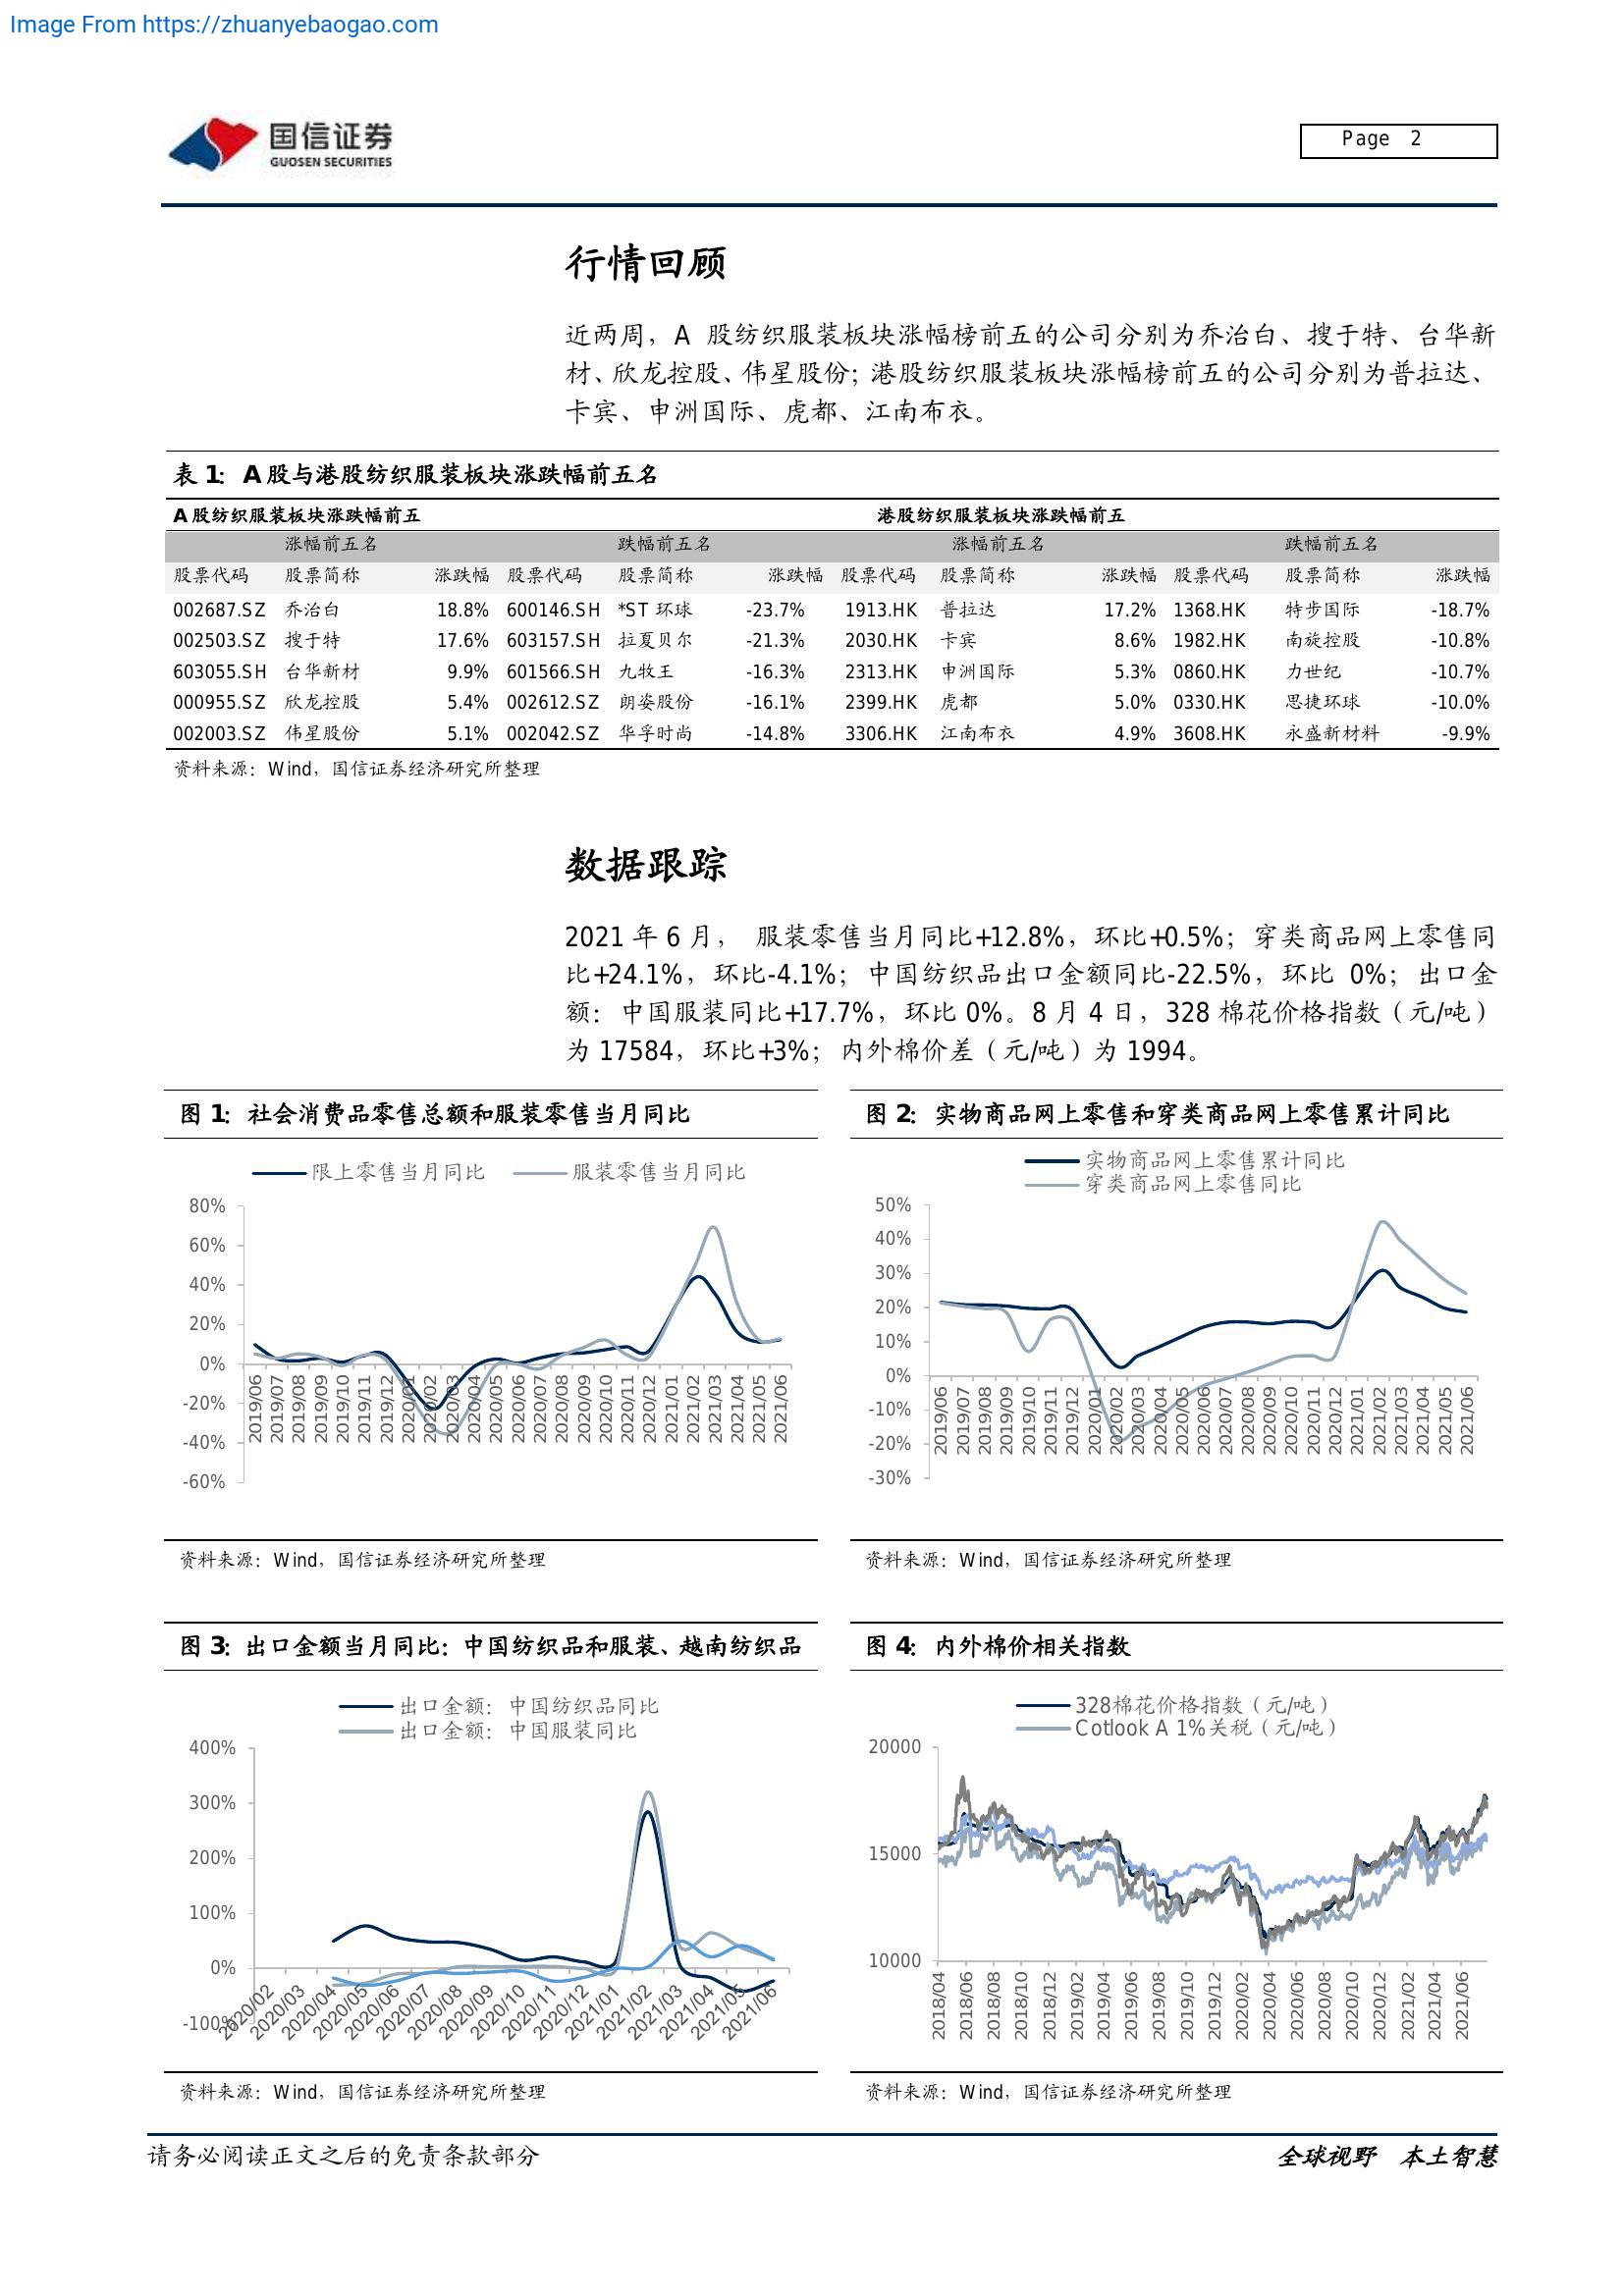 Image From https://zhuanyebaogao.com
国信证券
GUOSEN SECURITIES
Page 2
行情回顾
近两周，A 股纺织服装板块涨幅榜前五的公司分别为乔治白、搜于特、台华新
材、欣龙控股、伟星股份；港股纺织服装板块涨幅榜前五的公司分别为普拉达、
卡宾、申洲国际、虎都、江南布衣。
表 1：A 股与港股纺织服装板块涨跌幅前五名
A 股纺织服装板块涨跌幅前五 港股纺织服装板块涨跌幅前五
涨幅前五名 跌幅前五名 涨幅前五名 跌幅前五名
股票代码 股票简称 涨跌幅 股票代码 股票简称 涨跌幅 股票代码 股票简称 涨跌幅 股票代码 股票简称 涨跌幅
002687.SZ 乔治白 18.8% 600146.SH *ST 环球 -23.7% 1913.HK 普拉达 17.2% 1368.HK 特步国际 -18.7%
002503.SZ 搜于特 17.6% 603157.SH 拉夏贝尔 -21.3% 2030.HK 卡宾 8.6% 1982.HK 南旋控股 -10.8%
603055.SH 台华新材 9.9% 601566.SH 九牧王 -16.3% 2313.HK 申洲国际 5.3% 0860.HK 力世纪 -10.7%
000955.SZ 欣龙控股 5.4% 002612.SZ 朗姿股份 -16.1% 2399.HK 虎都 5.0% 0330.HK 思捷环球 -10.0%
002003.SZ 伟星股份 5.1% 002042.SZ 华孚时尚 -14.8% 3306.HK 江南布衣 4.9% 3608.HK 永盛新材料 -9.9%
资料来源：Wind，国信证券经济研究所整理
数据跟踪
2021 年 6 月， 服装零售当月同比+12.8%，环比+0.5%；穿类商品网上零售同
比+24.1%，环比-4.1%；中国纺织品出口金额同比-22.5%，环比 0%；出口金
额：中国服装同比+17.7%，环比 0%。8 月 4 日，328 棉花价格指数（元/吨）
为 17584，环比+3%；内外棉价差（元/吨）为 1994。
图 1：社会消费品零售总额和服装零售当月同比
限上零售当月同比 服装零售当月同比
80%
60%
40%
20%
0%
-20%
-40%
-60%
2019/06 2019/07 2019/08 2019/09 2019/10 2019/11 2019/12 2020/01 2020/02 2020/03 2020/04 2020/05 2020/06 2020/07 2020/08 2020/09 2020/10 2020/11 2020/12 2021/01 2021/02 2021/03 2021/04 2021/05 2021/06
资料来源：Wind，国信证券经济研究所整理
图 2：实物商品网上零售和穿类商品网上零售累计同比
实物商品网上零售累计同比
穿类商品网上零售同比
50%
40%
30%
20%
10%
0%
-10%
-20%
-30%
2019/06 2019/07 2019/08 2019/09 2019/10 2019/11 2019/12 2020/01 2020/02 2020/03 2020/04 2020/05 2020/06 2020/07 2020/08 2020/09 2020/10 2020/11 2020/12 2021/01 2021/02 2021/03 2021/04 2021/05 2021/06
资料来源：Wind，国信证券经济研究所整理
图 3：出口金额当月同比：中国纺织品和服装、越南纺织品
出口金额：中国纺织品同比
出口金额：中国服装同比
400%
300%
200%
100%
0%
-100%
2020/02 2020/03 2020/04 2020/05 2020/06 2020/07 2020/08 2020/09 2020/10 2020/11 2020/12 2021/01 2021/02 2021/03 2021/04 2021/05 2021/06
资料来源：Wind，国信证券经济研究所整理
图 4：内外棉价相关指数
328棉花价格指数（元/吨）
Cotlook A 1%关税（元/吨）
20000
15000
10000
2018/04 2018/06 2018/08 2018/10 2018/12 2019/02 2019/04 2019/06 2019/08 2019/10 2019/12 2020/02 2020/04 2020/06 2020/08 2020/10 2020/12 2021/02 2021/04 2021/06
资料来源：Wind，国信证券经济研究所整理
请务必阅读正文之后的免责条款部分
全球视野 本土智慧